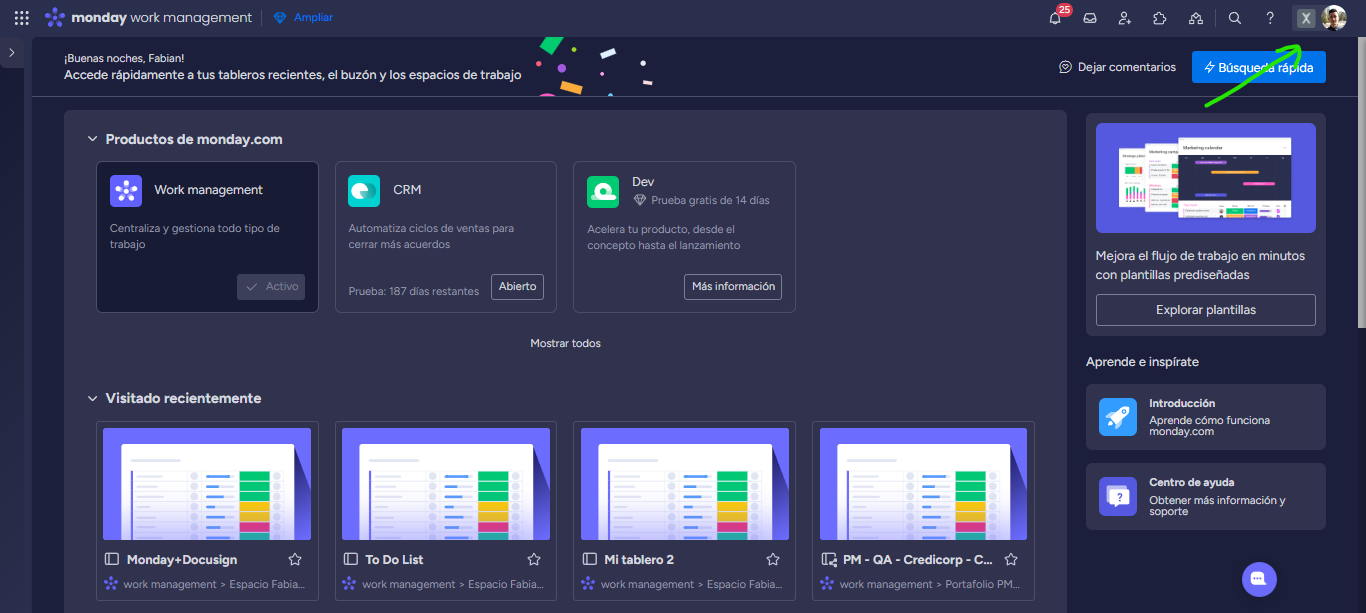 monday work management
Ampliar
25
?
X
¡Buenas noches, Fabian!
Accede rápidamente a tus tableros recientes, el buzón y los espacios de trabajo
Dejar comentarios
Búsqueda rápida
Productos de monday.com
Work management
Centraliza y gestiona todo tipo de
trabajo
Activo
CRM
Automatiza ciclos de ventas para
cerrar más acuerdos
Prueba: 187 días restantes
Abierto
Dev
Prueba gratis de 14 días
Acelera tu producto, desde el
concepto hasta el lanzamiento
Más información
Mostrar todos
Marketing calendar
Mejora el flujo de trabajo en minutos
con plantillas prediseñadas
Explorar plantillas
Aprende e inspírate
Introducción
Aprende cómo funciona
monday.com
Centro de ayuda
Obtener más información y
soporte
Visitado recientemente
Monday+Docusign
work management > Espacio Fabia...
To Do List
work management > Espacio Fabia...
Mi tablero 2
work management > Espacio Fabia...
PM - QA - Credicorp - C...
work management > Portafolio PM...